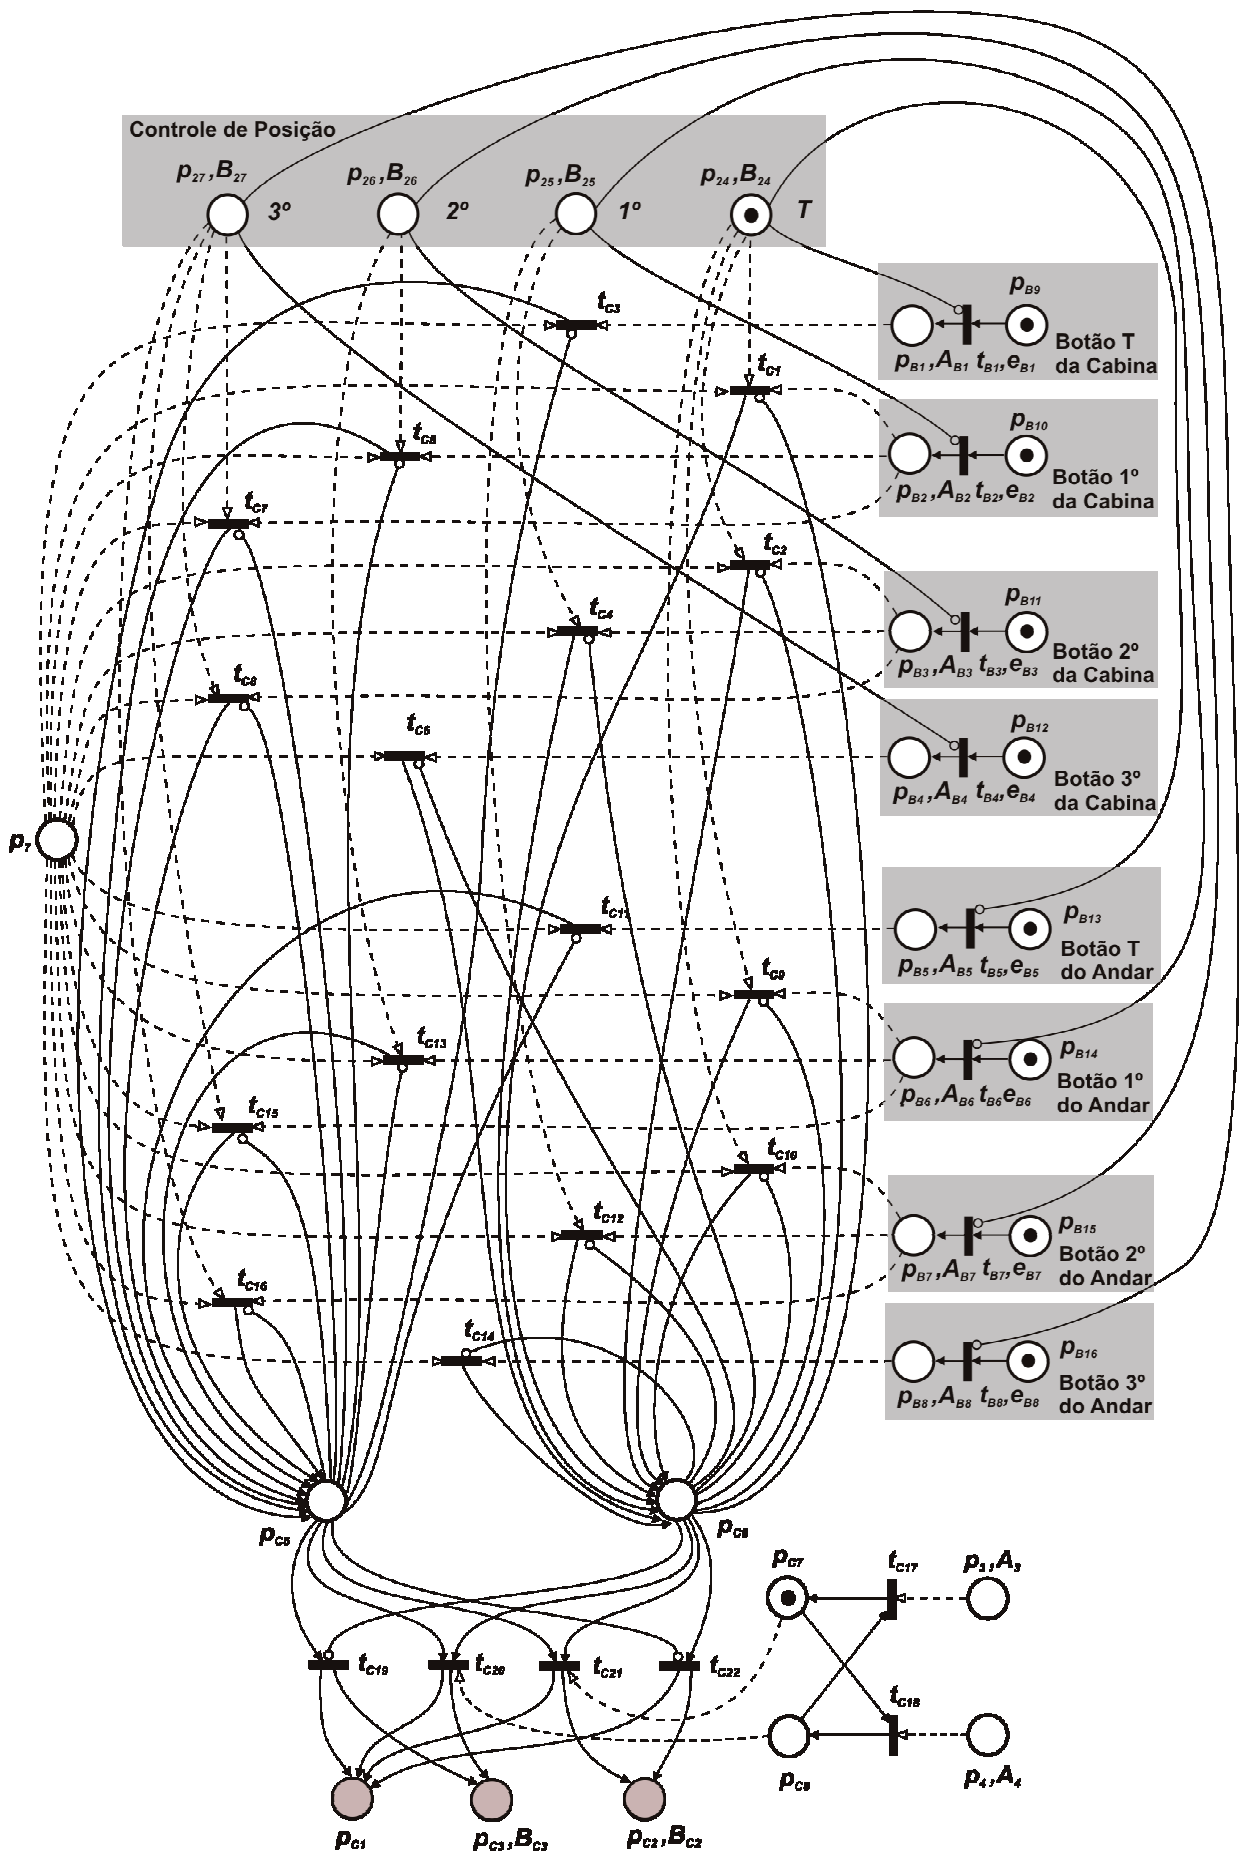 Controle de Posição
p27,B27
3º
p26,B26
2º
p25,B25
1º
p24,B24
T
pB9
Botão T
da Cabina
pB1,AB1 tB1,eB1
tC3
tC1
pB10
Botão 1º
da Cabina
pB2,AB2 tB2,eB2
tC7
tC2
pB11
Botão 2º
da Cabina
pB3,AB3 tB3,eB3
tC4
pB12
Botão 3º
da Cabina
pB4,AB4 tB4,eB4
p7
pB13
Botão T
do Andar
pB5,AB5 tB5,eB5
tC11
tC9
tC13
pB14
Botão 1º
do Andar
pB6,AB6 tB6eB6
tC15
tC10
tC12
pB15
Botão 2º
do Andar
pB7,AB7 tB7,eB7
tC16
tC14
pB16
Botão 3º
do Andar
pB8,AB8 tB8,eB8
pC5
pC6
pC7
tC17
p3,A3
tC19
tC20
tC21
tC22
tC18
p4,A4
pC1
pC3,BC3
pC2,BC2